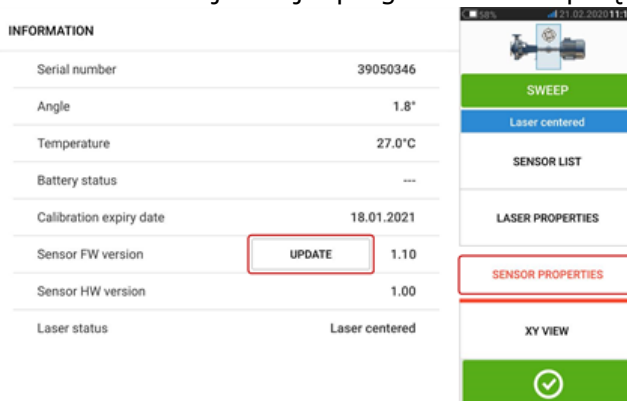 INFORMATION
Serial number 39050346
Angle 1.8°
Temperature 27.0°C
Battery status ---
Calibration expiry date 18.01.2021
Sensor FW version UPDATE 1.10
Sensor HW version 1.00
Laser status Laser centered
58% 21.02.2020 11:1
SWEEP
Laser centered
SENSOR LIST
LASER PROPERTIES
SENSOR PROPERTIES
XY VIEW